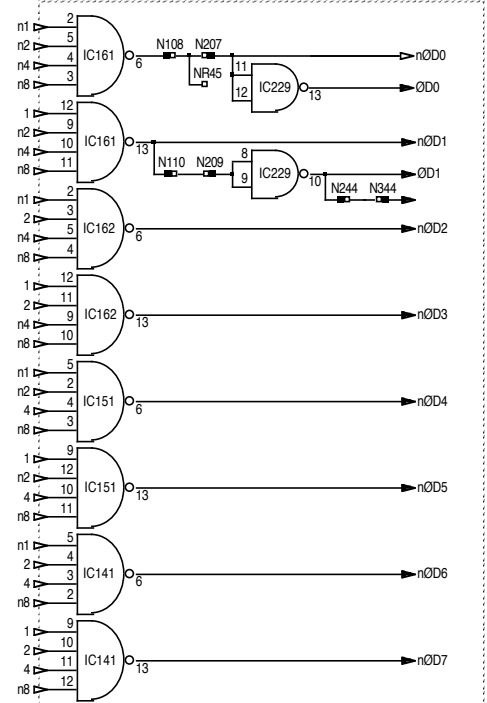 n1 2 N108 N207
n2 5 IC161 6 nØD0
n4 4 NR45 11
n8 3 12 IC229 13 ØD0
1 12
n2 9 IC161 13 nØD1
n4 10 N110 N209 8
n8 11 9 IC229 10 ØD1
N244 N344
n1 2
2 3 IC162 6 nØD2
n4 5
n8 4
1 12
2 11 IC162 13 nØD3
n4 9
n8 10
n1 5
n2 2 IC151 6 nØD4
4 4
n8 3
1 9
n2 12 IC151 13 nØD5
4 10
n8 11
n1 5
2 4 IC141 6 nØD6
4 3
n8 2
1 9
2 10 IC141 13 nØD7
4 11
n8 12